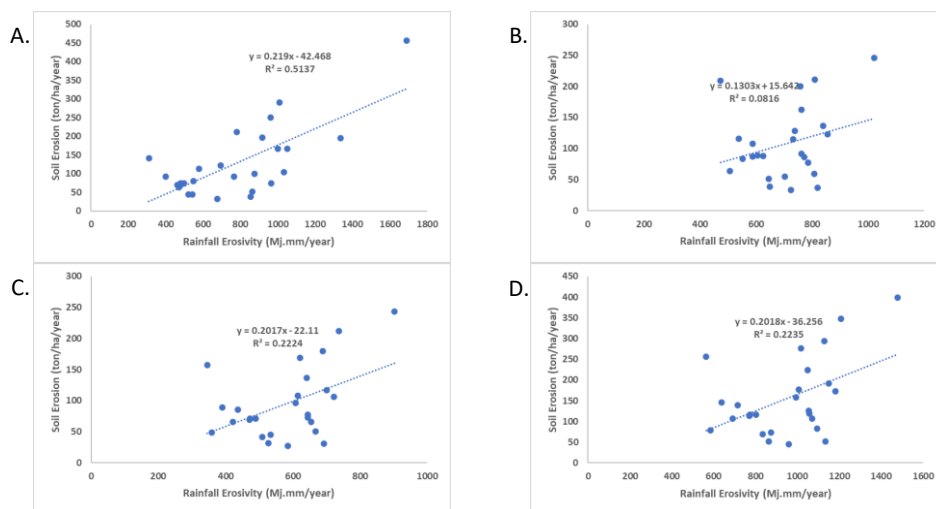 A.
Soil Erosion (ton/ha/year)
500
450
400
350
300
250
200
150
100
50
0
y = 0.219x - 42.468
R² = 0.5137
0 200 400 600 800 1000 1200 1400 1600 1800
Rainfall Erosivity (Mj.mm/year)
B.
Soil Erosion (ton/ha/year)
300
250
200
150
100
50
0
y = 0.1303x + 15.642
R² = 0.0816
0 200 400 600 800 1000 1200
Rainfall Erosivity (Mj.mm/year)
C.
Soil Erosion (ton/ha/year)
300
250
200
150
100
50
0
y = 0.2017x - 22.11
R² = 0.2224
0 200 400 600 800 1000
Rainfall Erosivity (Mj.mm/year)
D.
Soil Erosion (ton/ha/year)
450
400
350
300
250
200
150
100
50
0
y = 0.2018x - 36.256
R² = 0.2235
0 200 400 600 800 1000 1200 1400 1600
Rainfall Erosivity (Mj.mm/year)